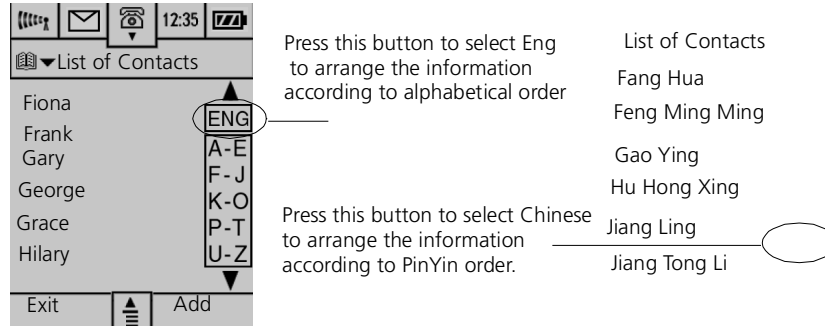 12:35
List of Contacts
Fiona
Frank
Gary
George
Grace
Hilary
ENG
A-E
F-J
K-O
P-T
U-Z
Exit
Add
Press this button to select Eng
to arrange the information
according to alphabetical order
Press this button to select Chinese
to arrange the information
according to PinYin order.
List of Contacts
Fang Hua
Feng Ming Ming
Gao Ying
Hu Hong Xing
Jiang Ling
Jiang Tong Li